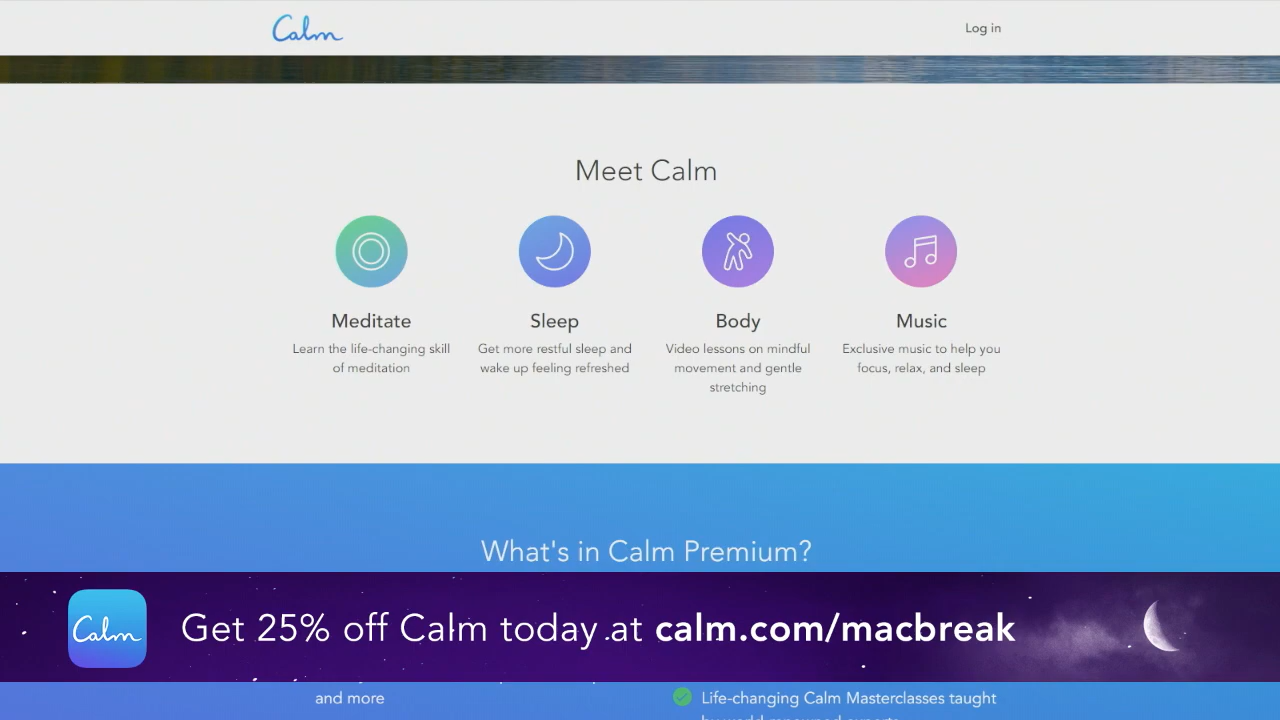 Calm
Log in
Meet Calm
Meditate
Learn the life-changing skill
of meditation
Sleep
Get more restful sleep and
wake up feeling refreshed
Body
Video lessons on mindful
movement and gentle
stretching
Music
Exclusive music to help you
focus, relax, and sleep
What's in Calm Premium?
Calm
Get 25% off Calm today at calm.com/macbreak
and more
Life-changing Calm Masterclasses taught